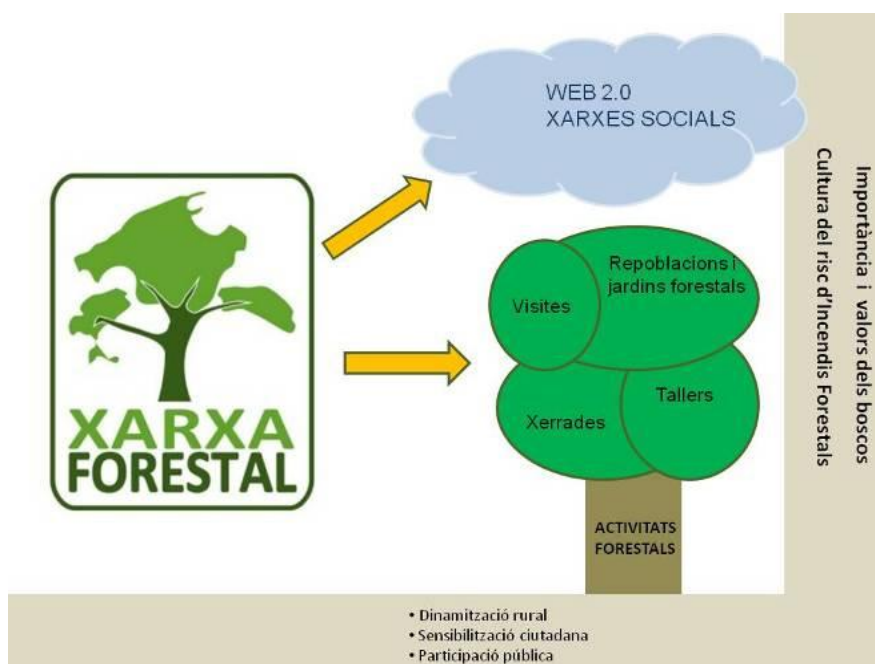 WEB 2.0
XARXES SOCIALS
XARXA
FORESTAL
Visites
Repoblacions i
jardins forestals
Xerrades
Tallers
ACTIVITATS
FORESTALS
Importància i valors dels boscos
Cultura del risc d'Incendis Forestals
• Dinamització rural
• Sensibilització ciutadana
• Participació pública